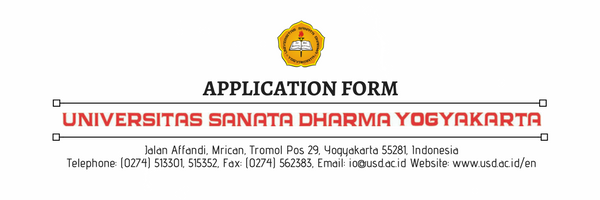 APPLICATION FORM
UNIVERSITAS SANATA DHARMA YOGYAKARTA
Jalan Affandi, Mrican, Tromol Pos 29, Yogyakarta 55281, Indonesia
Telephone: (0274) 513301, 515352, Fax: (0274) 562383, Email: io@usd.ac.id Website: www.usd.ac.id/en